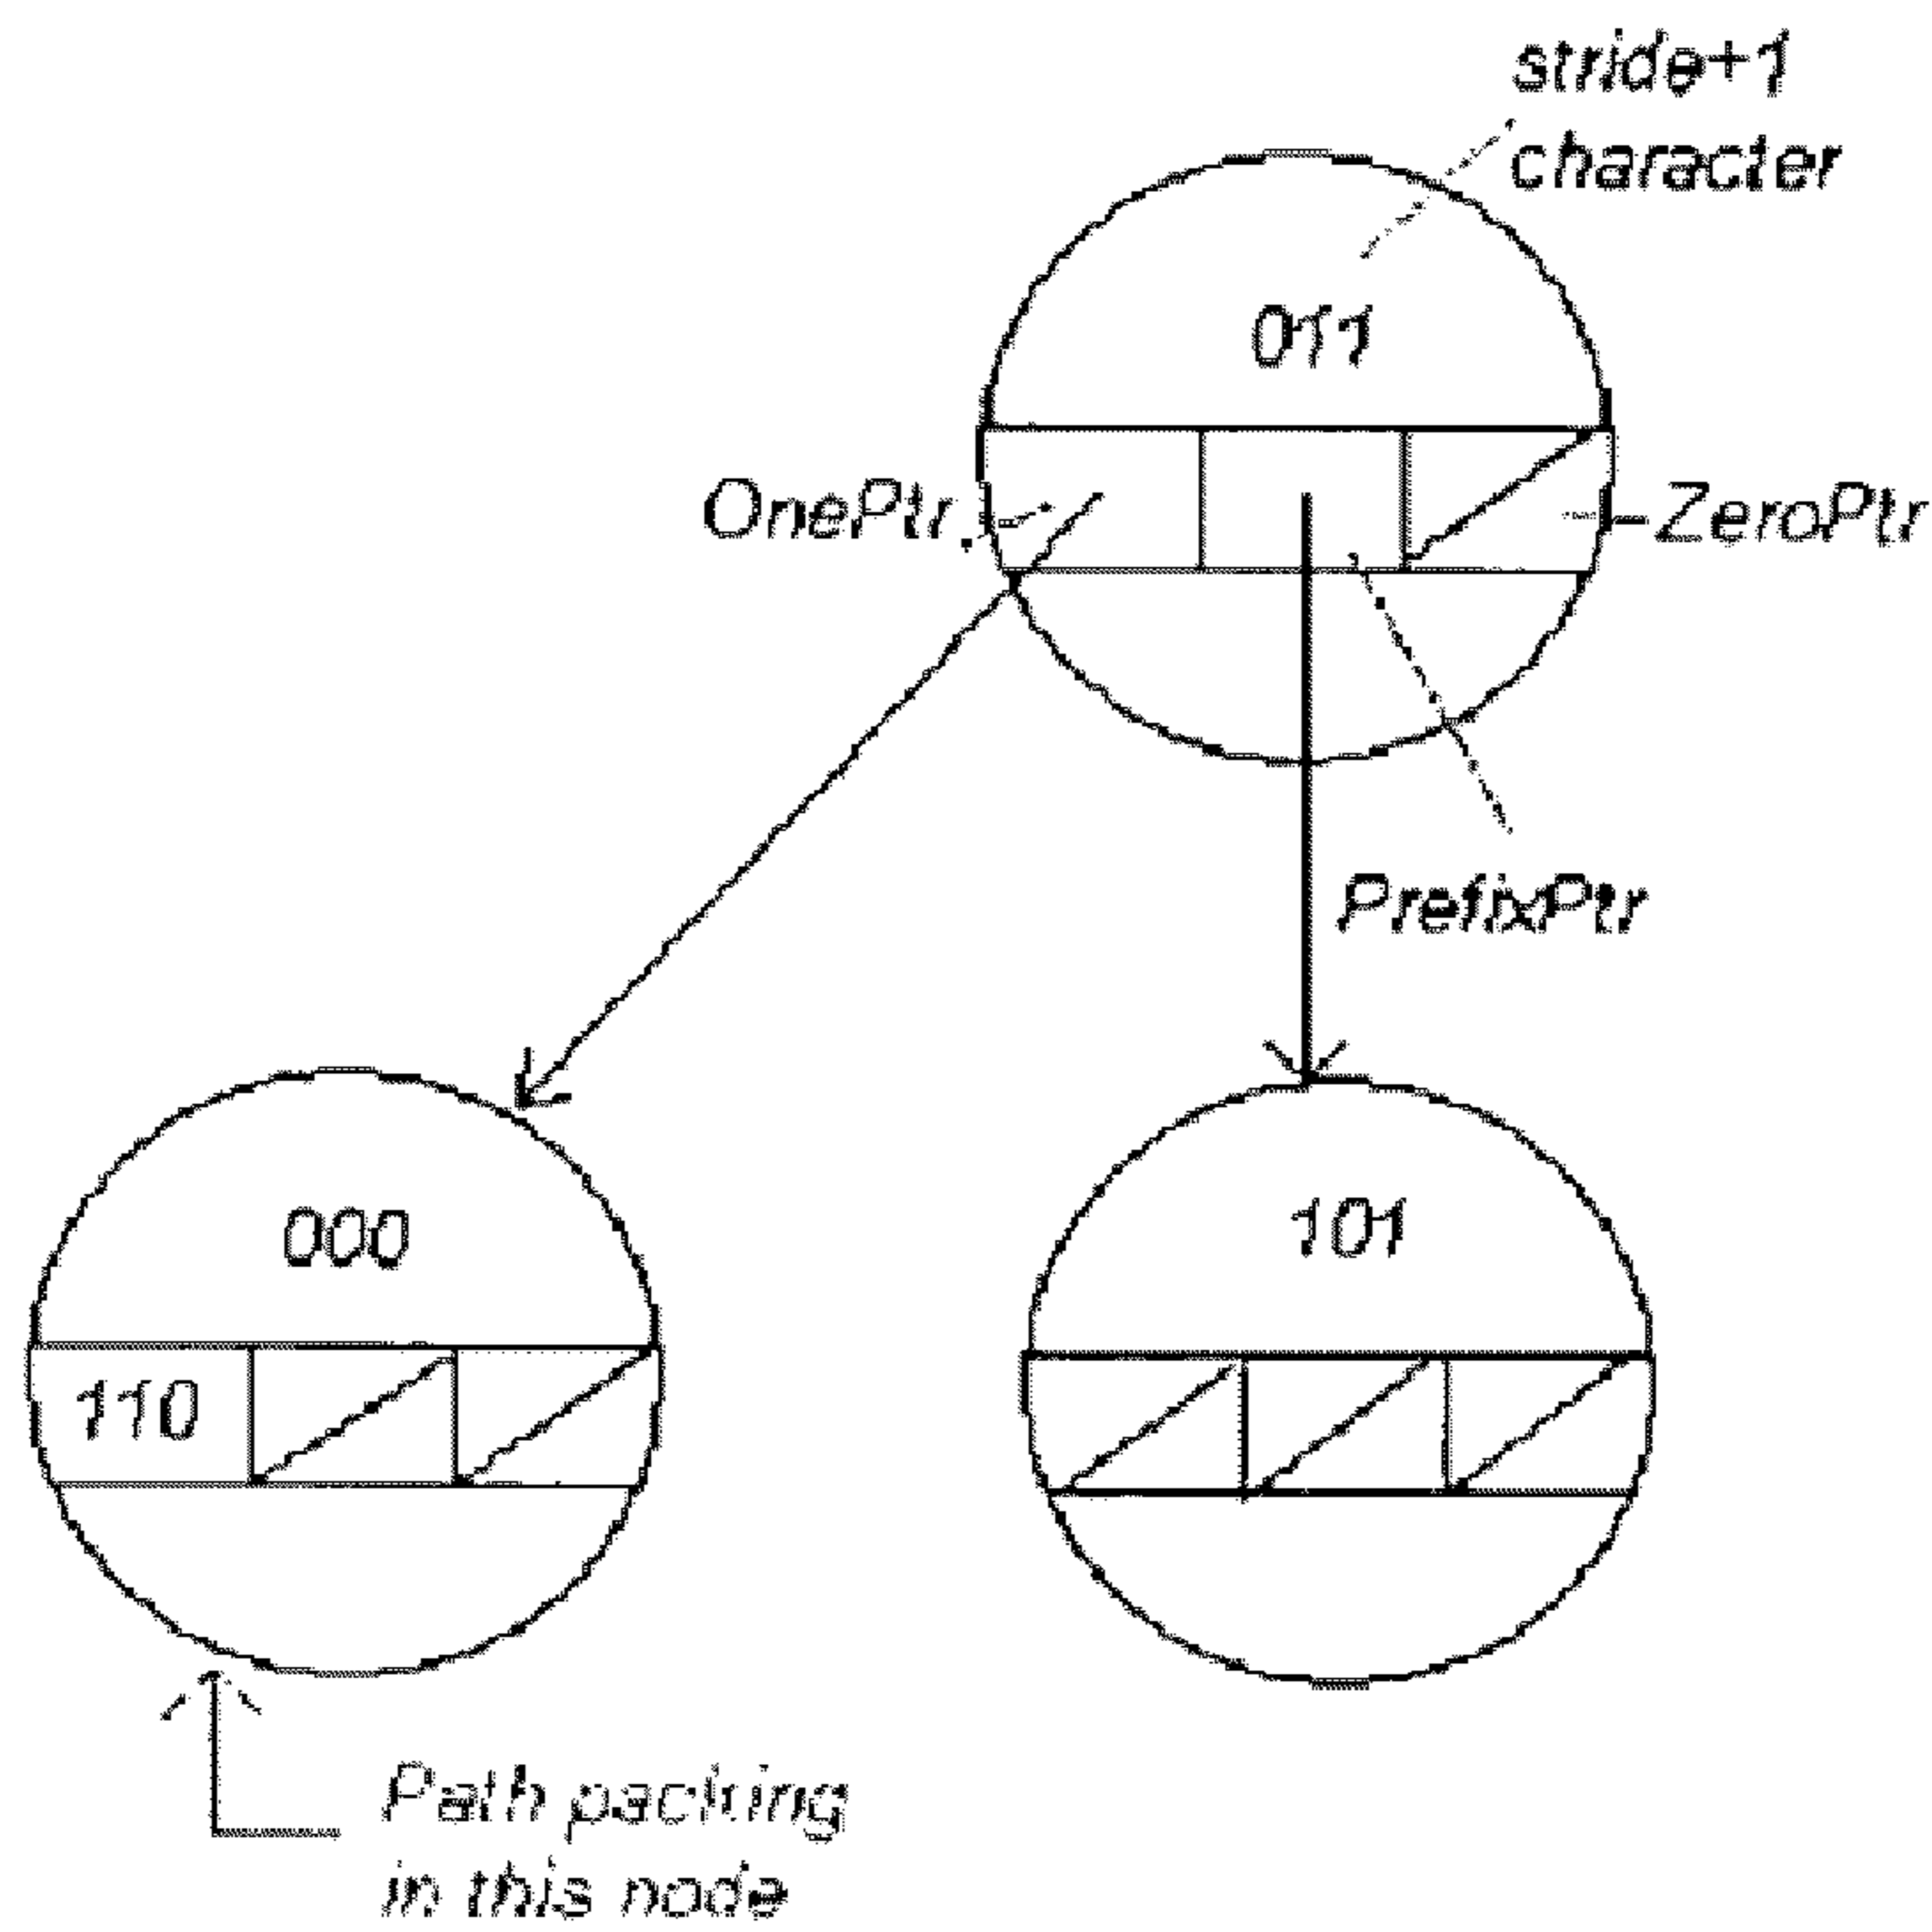 stride+1
character
011
OnePtr
ZeroPtr
PrefixPtr
000
101
110
Path packing
in this node